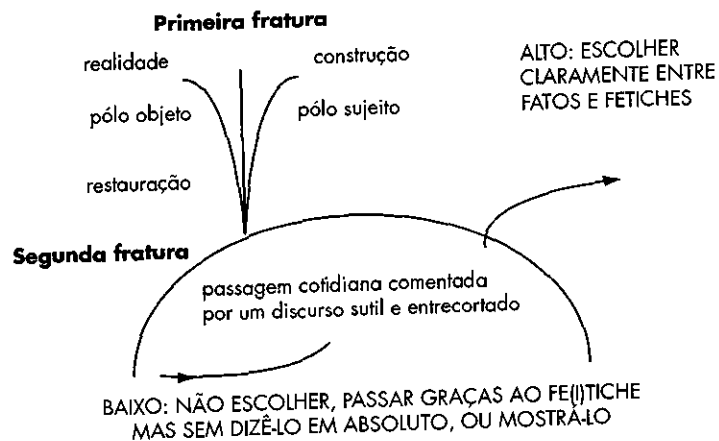 Primeira fratura
realidade
construção
pólo objeto
pólo sujeito
restauração
ALTO: ESCOLHER
CLARAMENTE ENTRE
FATOS E FETICHES
Segunda fratura
passagem cotidiana comentada
por um discurso sutil e entrecortado
BAIXO: NÃO ESCOLHER, PASSAR GRAÇAS AO FE(I)TICHE
MAS SEM DIZÊ-LO EM ABSOLUTO, OU MOSTRÁ-LO